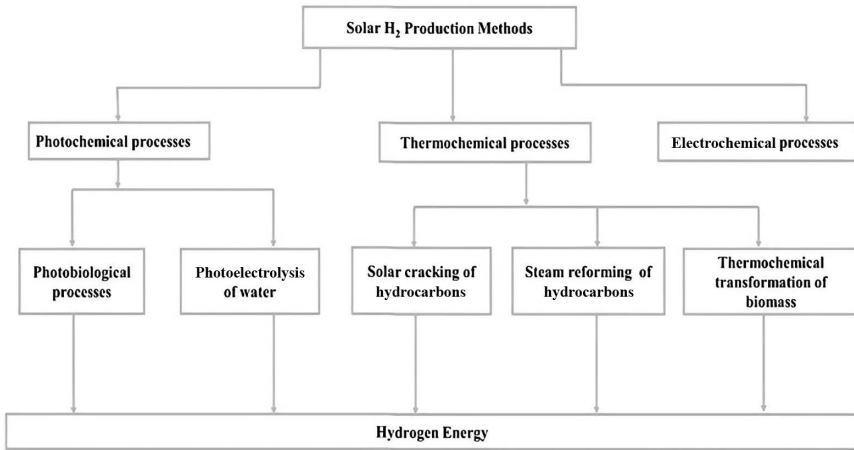 Solar H₂ Production Methods
Photochemical processes
Thermochemical processes
Electrochemical processes
Photobiological
processes
Photoelectrolysis
of water
Solar cracking of
hydrocarbons
Steam reforming of
hydrocarbons
Thermochemical
transformation of
biomass
Hydrogen Energy